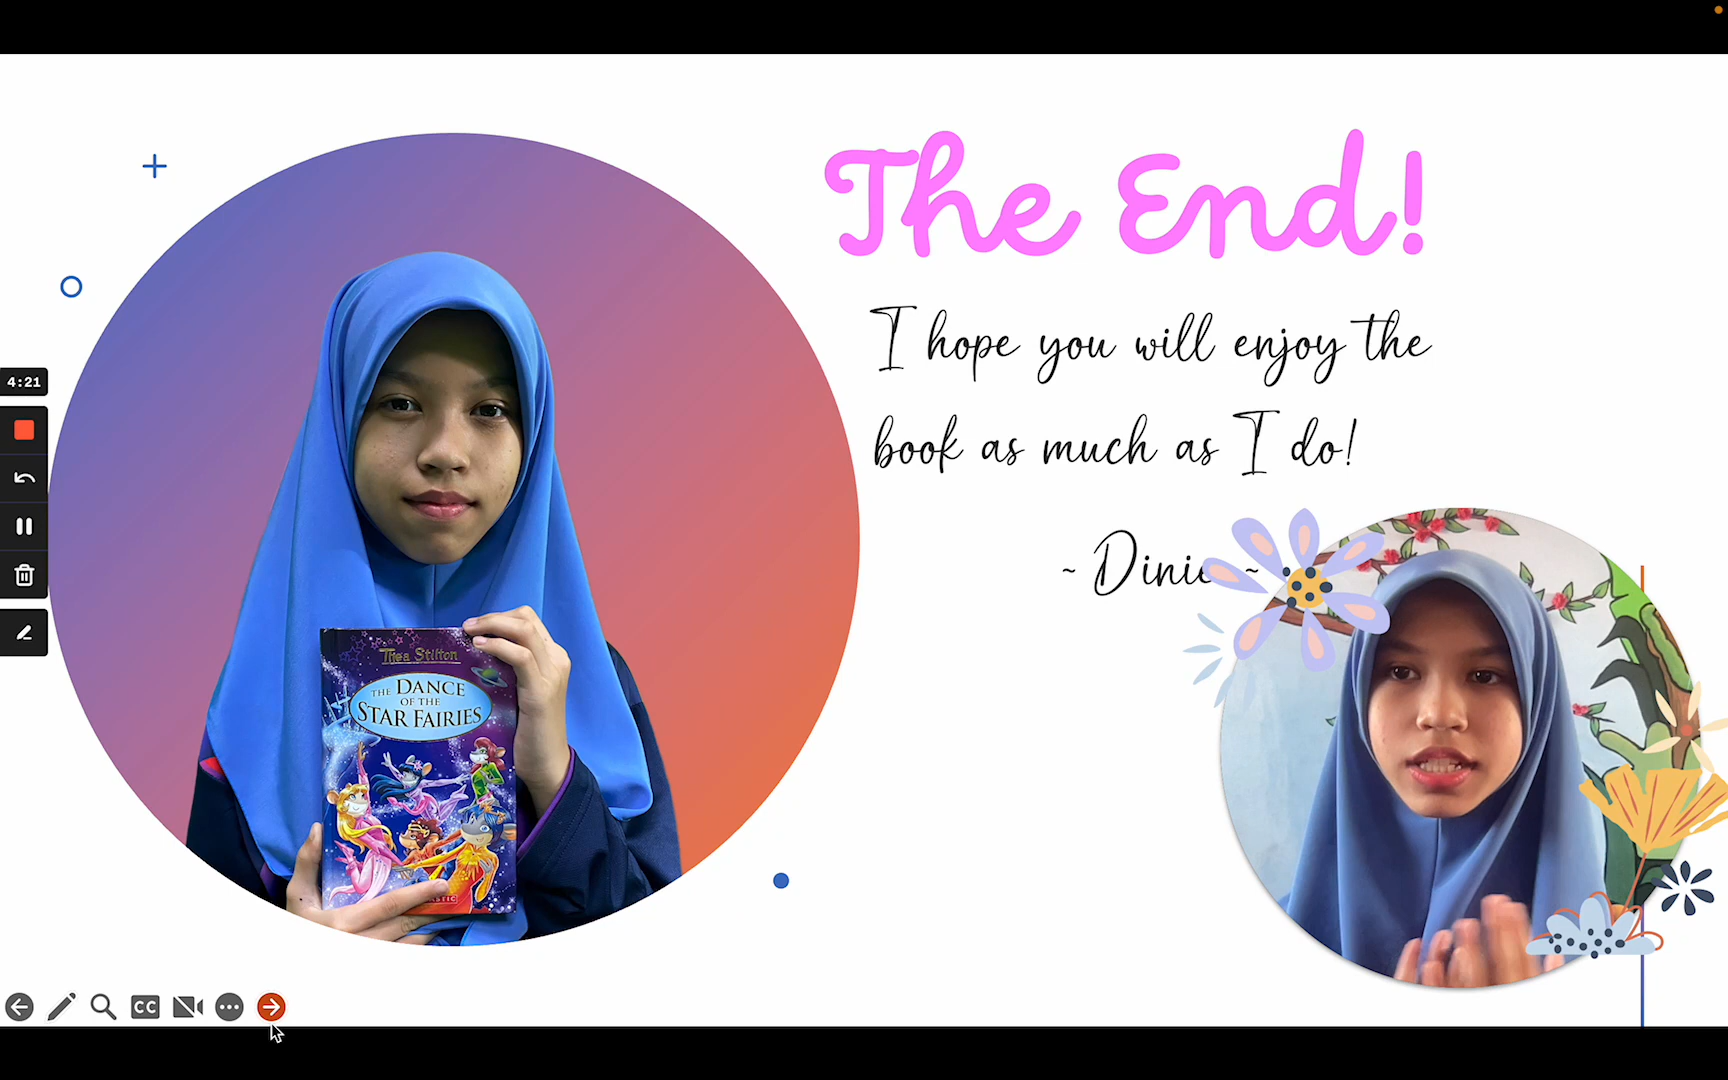 The End!
I hope you will enjoy the
book as much as I do!
4:21
Thea Stilton
THE DANCE
OF THE
STAR FAIRIES
CC